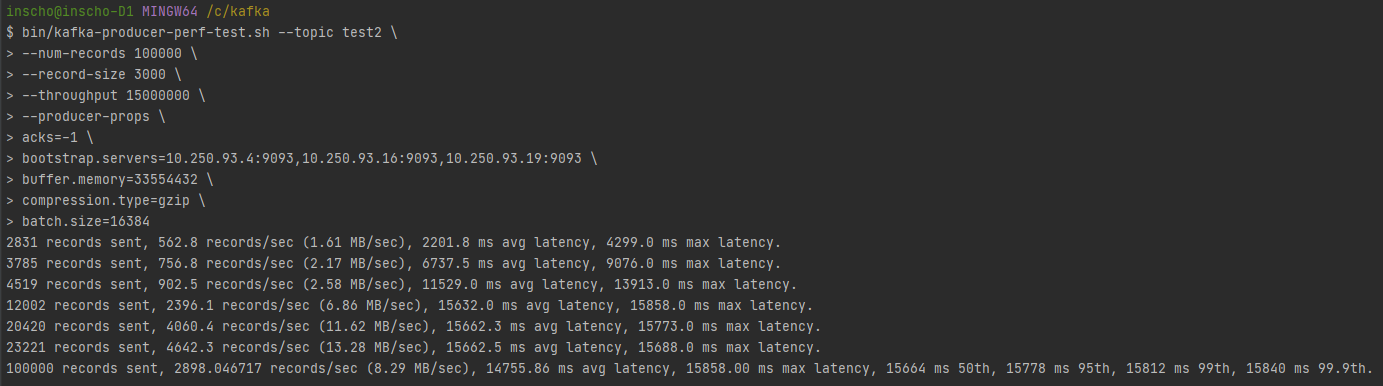 inscho@inscho-D1 MINGW64 /c/kafka
$ bin/kafka-producer-perf-test.sh --topic test2 \
> --num-records 100000 \
> --record-size 3000 \
> --throughput 15000000 \
> --producer-props \
> acks=-1 \
> bootstrap.servers=10.250.93.4:9093,10.250.93.16:9093,10.250.93.19:9093 \
> buffer.memory=33554432 \
> compression.type=gzip \
> batch.size=16384
2831 records sent, 562.8 records/sec (1.61 MB/sec), 2201.8 ms avg latency, 4299.0 ms max latency.
3785 records sent, 756.8 records/sec (2.17 MB/sec), 6737.5 ms avg latency, 9076.0 ms max latency.
4519 records sent, 902.5 records/sec (2.58 MB/sec), 11529.0 ms avg latency, 13913.0 ms max latency.
12002 records sent, 2396.1 records/sec (6.86 MB/sec), 15632.0 ms avg latency, 15858.0 ms max latency.
20420 records sent, 4060.4 records/sec (11.62 MB/sec), 15662.3 ms avg latency, 15773.0 ms max latency.
23221 records sent, 4642.3 records/sec (13.28 MB/sec), 15662.5 ms avg latency, 15688.0 ms max latency.
100000 records sent, 2898.046717 records/sec (8.29 MB/sec), 14755.86 ms avg latency, 15858.00 ms max latency, 15664 ms 50th, 15778 ms 95th, 15812 ms 99th, 15840 ms 99.9th.